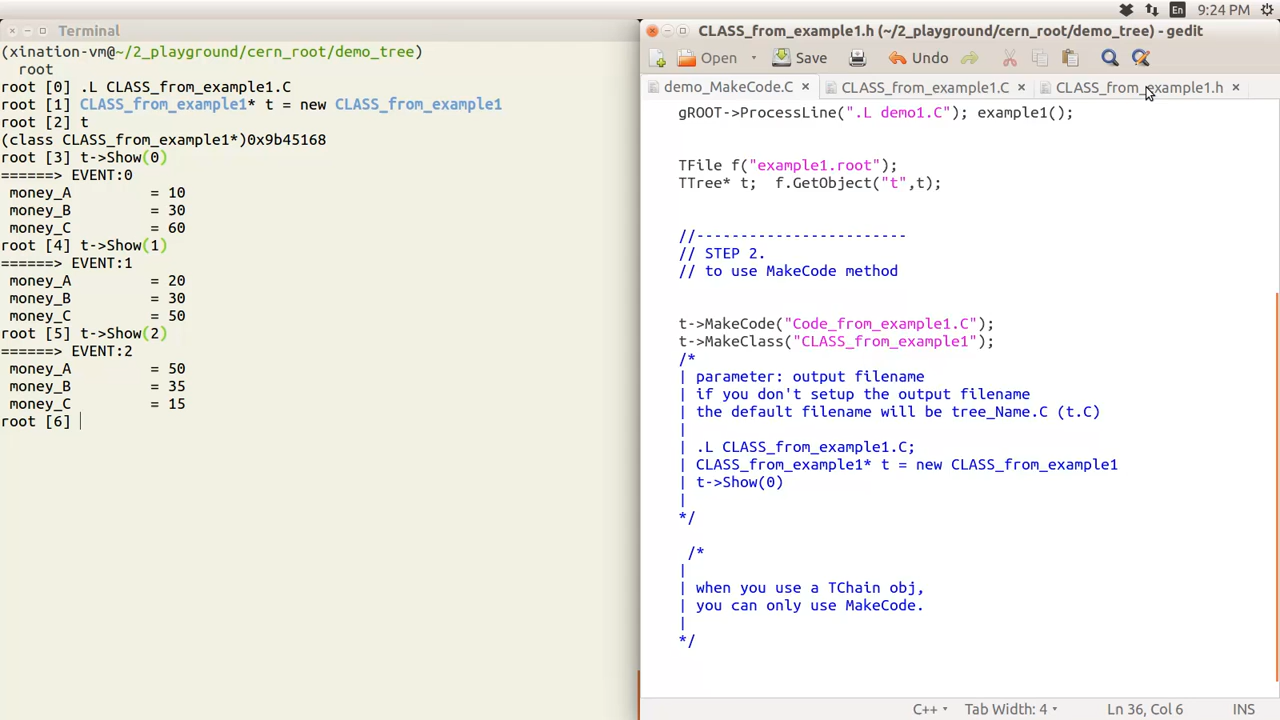 En 9:24 PM
Terminal
(xination-vm@~/2_playground/cern_root/demo_tree)
root
root [0] .L CLASS_from_example1.C
root [1] CLASS_from_example1* t = new CLASS_from_example1
root [2] t
(class CLASS_from_example1*)0x9b45168
root [3] t->Show(0)
======> EVENT:0
money_A = 10
money_B = 30
money_C = 60
root [4] t->Show(1)
======> EVENT:1
money_A = 20
money_B = 30
money_C = 50
root [5] t->Show(2)
======> EVENT:2
money_A = 50
money_B = 35
money_C = 15
root [6]
CLASS_from_example1.h (~/2_playground/cern_root/demo_tree) - gedit
Open Save Undo
demo_MakeCode.C × CLASS_from_example1.C × CLASS_from_example1.h ×
gROOT->ProcessLine(".L demo1.C"); example1();
TFile f("example1.root");
TTree* t; f.GetObject("t",t);
//------------------------
// STEP 2.
// to use MakeCode method
t->MakeCode("Code_from_example1.C");
t->MakeClass("CLASS_from_example1");
/*
| parameter: output filename
| if you don't setup the output filename
| the default filename will be tree_Name.C (t.C)
|
| .L CLASS_from_example1.C;
| CLASS_from_example1* t = new CLASS_from_example1
| t->Show(0)
|
*/
/*
|
| when you use a TChain obj,
| you can only use MakeCode.
|
*/
C++ Tab Width: 4 Ln 36, Col 6 INS